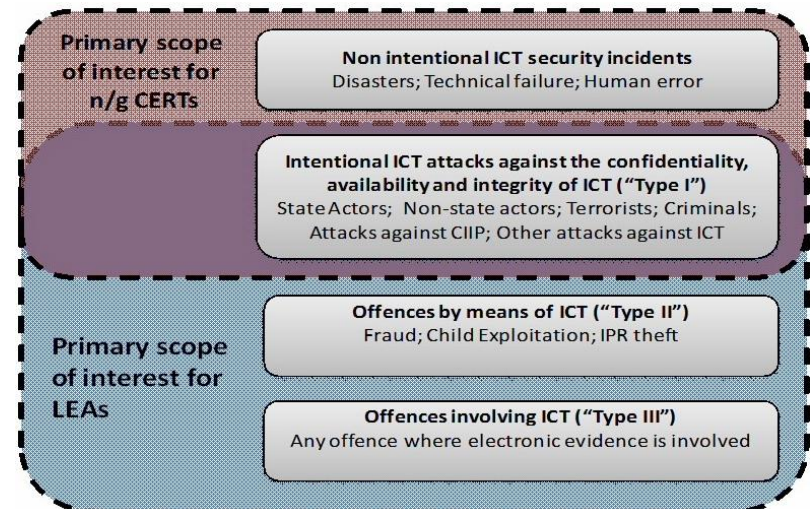 Primary scope
of interest for
n/g CERTs
Non intentional ICT security incidents
Disasters; Technical failure; Human error
Intentional ICT attacks against the confidentiality,
availability and integrity of ICT (“Type I”)
State Actors; Non-state actors; Terrorists; Criminals;
Attacks against CIIP; Other attacks against ICT
Primary scope
of interest for
LEAs
Offences by means of ICT (“Type II”)
Fraud; Child Exploitation; IPR theft
Offences involving ICT (“Type III”)
Any offence where electronic evidence is involved